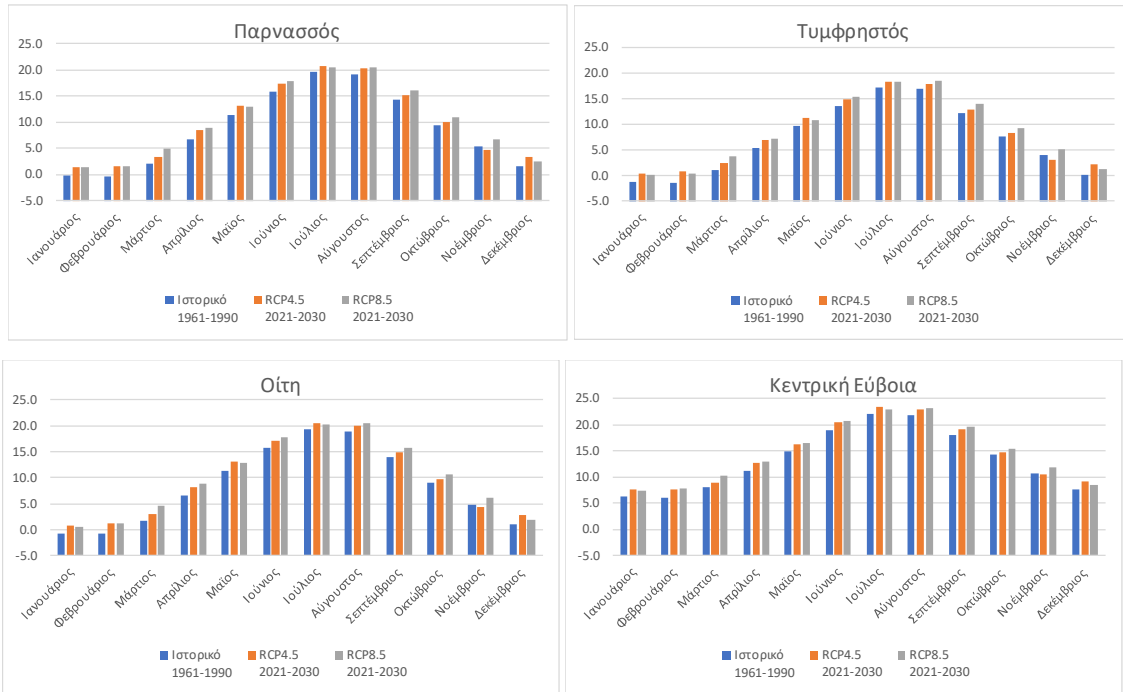 Παρνασσός
25.0
20.0
15.0
10.0
5.0
0.0
-5.0
Ιανουάριος
Φεβρουάριος
Μάρτιος
Απρίλιος
Μαϊος
Ιούνιος
Ιούλιος
Αύγουστος
Σεπτέμβριος
Οκτώβριος
Νοέμβριος
Δεκέμβριος
Ιστορικό RCP4.5 RCP8.5
1961-1990 2021-2030 2021-2030
Τυμφρηστός
25.0
20.0
15.0
10.0
5.0
0.0
-5.0
Ιανουάριος
Φεβρουάριος
Μάρτιος
Απρίλιος
Μαϊος
Ιούνιος
Ιούλιος
Αύγουστος
Σεπτέμβριος
Οκτώβριος
Νοέμβριος
Δεκέμβριος
Ιστορικό RCP4.5 RCP8.5
1961-1990 2021-2030 2021-2030
Οίτη
25.0
20.0
15.0
10.0
5.0
0.0
-5.0
Ιανουάριος
Φεβρουάριος
Μάρτιος
Απρίλιος
Μαϊος
Ιούνιος
Ιούλιος
Αύγουστος
Σεπτέμβριος
Οκτώβριος
Νοέμβριος
Δεκέμβριος
Ιστορικό RCP4.5 RCP8.5
1961-1990 2021-2030 2021-2030
Κεντρική Εύβοια
25.0
20.0
15.0
10.0
5.0
0.0
-5.0
Ιανουάριος
Φεβρουάριος
Μάρτιος
Απρίλιος
Μαϊος
Ιούνιος
Ιούλιος
Αύγουστος
Σεπτέμβριος
Οκτώβριος
Νοέμβριος
Δεκέμβριος
Ιστορικό RCP4.5 RCP8.5
1961-1990 2021-2030 2021-2030